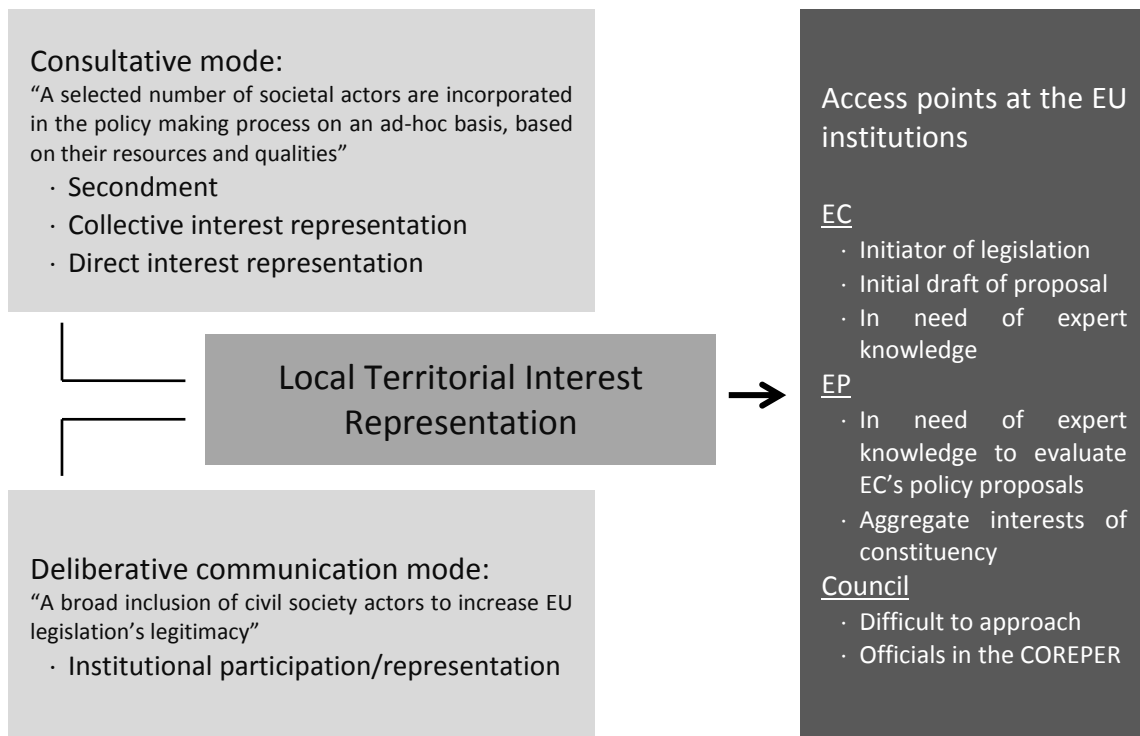 Consultative mode:
“A selected number of societal actors are incorporated
in the policy making process on an ad-hoc basis, based
on their resources and qualities”
· Secondment
· Collective interest representation
· Direct interest representation
Local Territorial Interest
Representation
Deliberative communication mode:
“A broad inclusion of civil society actors to increase EU
legislation’s legitimacy”
· Institutional participation/representation
Access points at the EU
institutions
EC
· Initiator of legislation
· Initial draft of proposal
· In need of expert
knowledge
EP
· In need of expert
knowledge to evaluate
EC’s policy proposals
· Aggregate interests of
constituency
Council
· Difficult to approach
· Officials in the COREPER